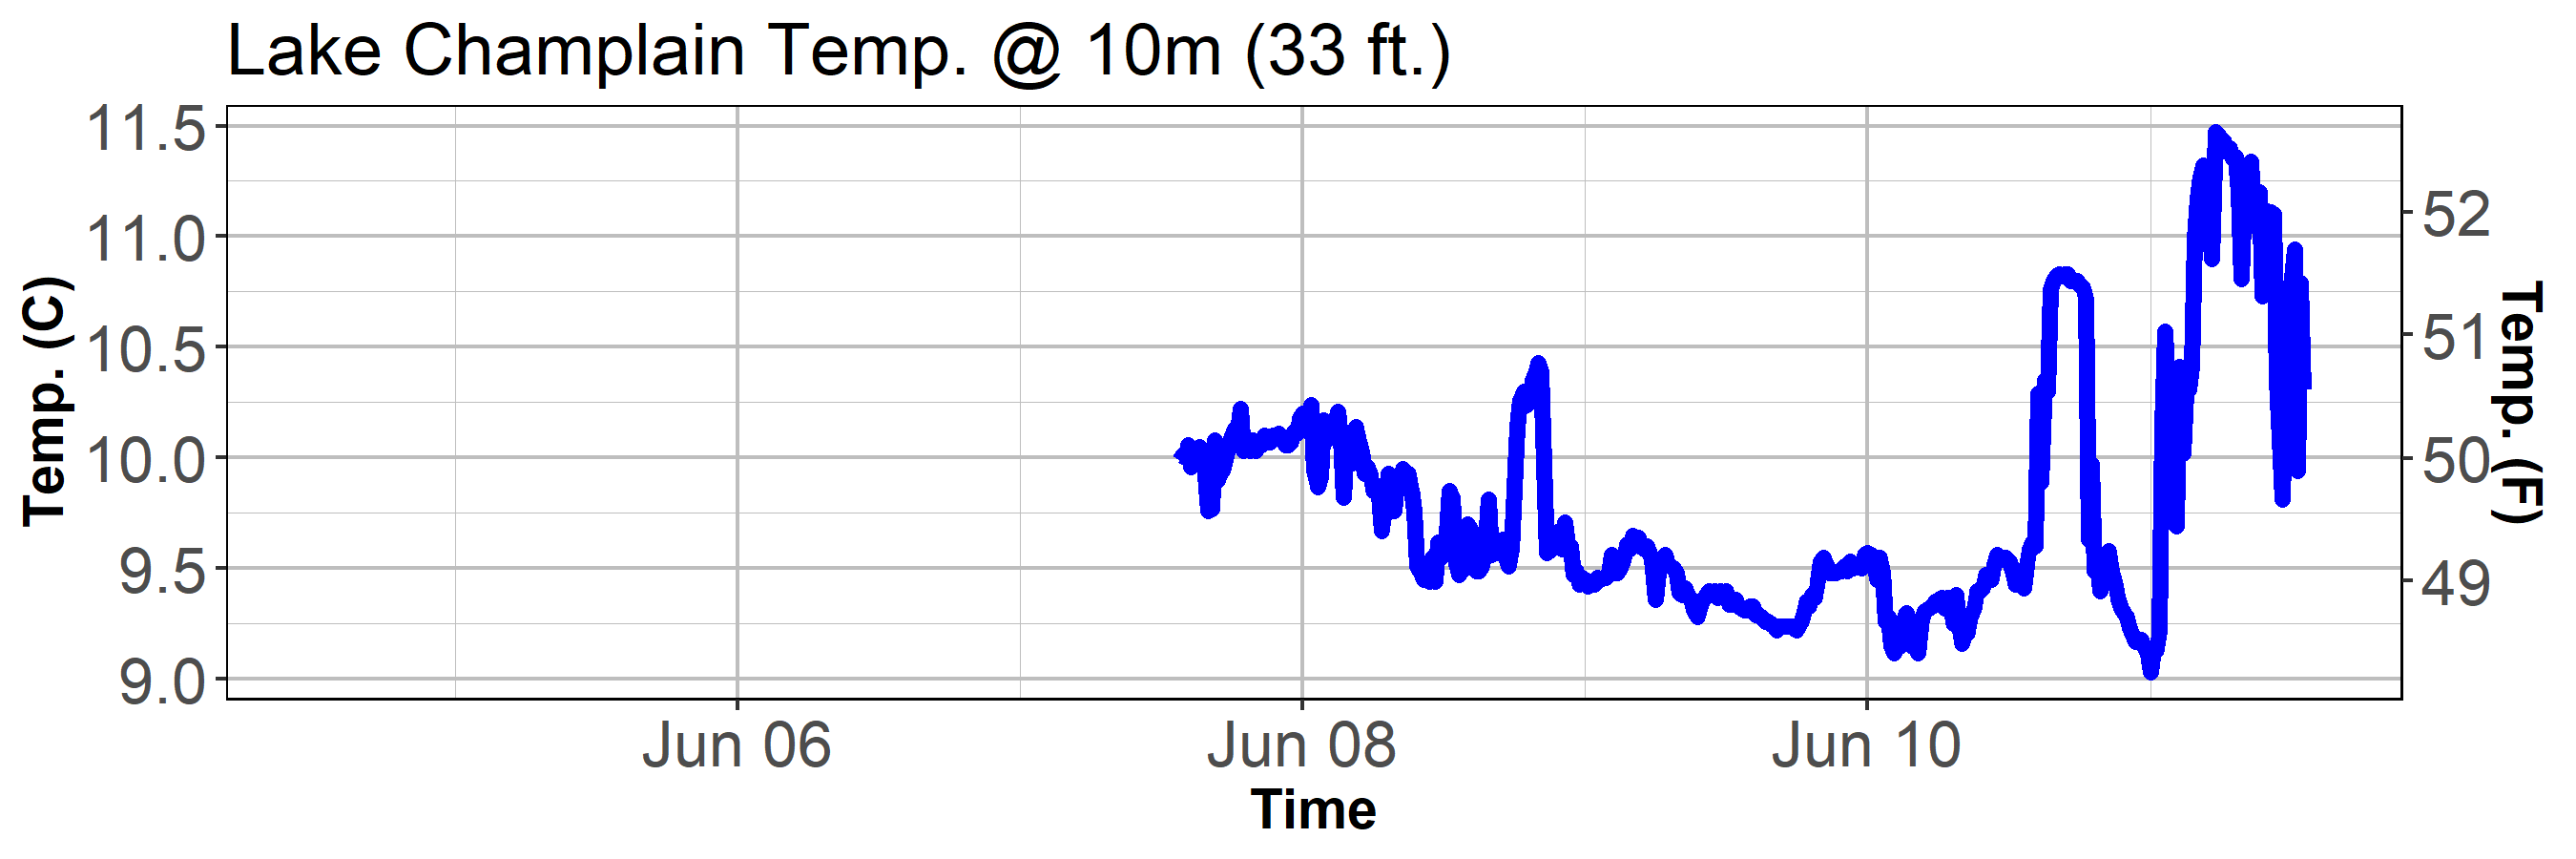 Lake Champlain Temp. @ 10m (33 ft.)
11.5
11.0
10.5
10.0
9.5
9.0
Temp. (C)
52
51
50
49
Temp. (F)
Jun 06
Jun 08
Jun 10
Time